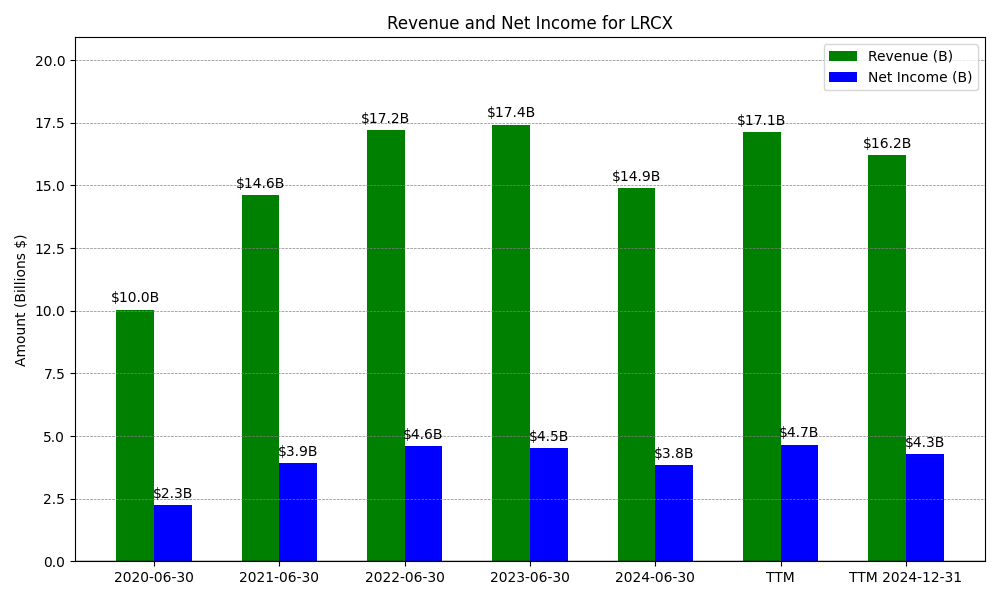 Revenue and Net Income for LRCX
Revenue (B)
Net Income (B)
Amount (Billions $)
20.0
17.5
15.0
12.5
10.0
7.5
5.0
2.5
0.0
$10.0B
$2.3B
$14.6B
$3.9B
$17.2B
$4.6B
$17.4B
$4.5B
$14.9B
$3.8B
$17.1B
$4.7B
$16.2B
$4.3B
2020-06-30
2021-06-30
2022-06-30
2023-06-30
2024-06-30
TTM
TTM 2024-12-31